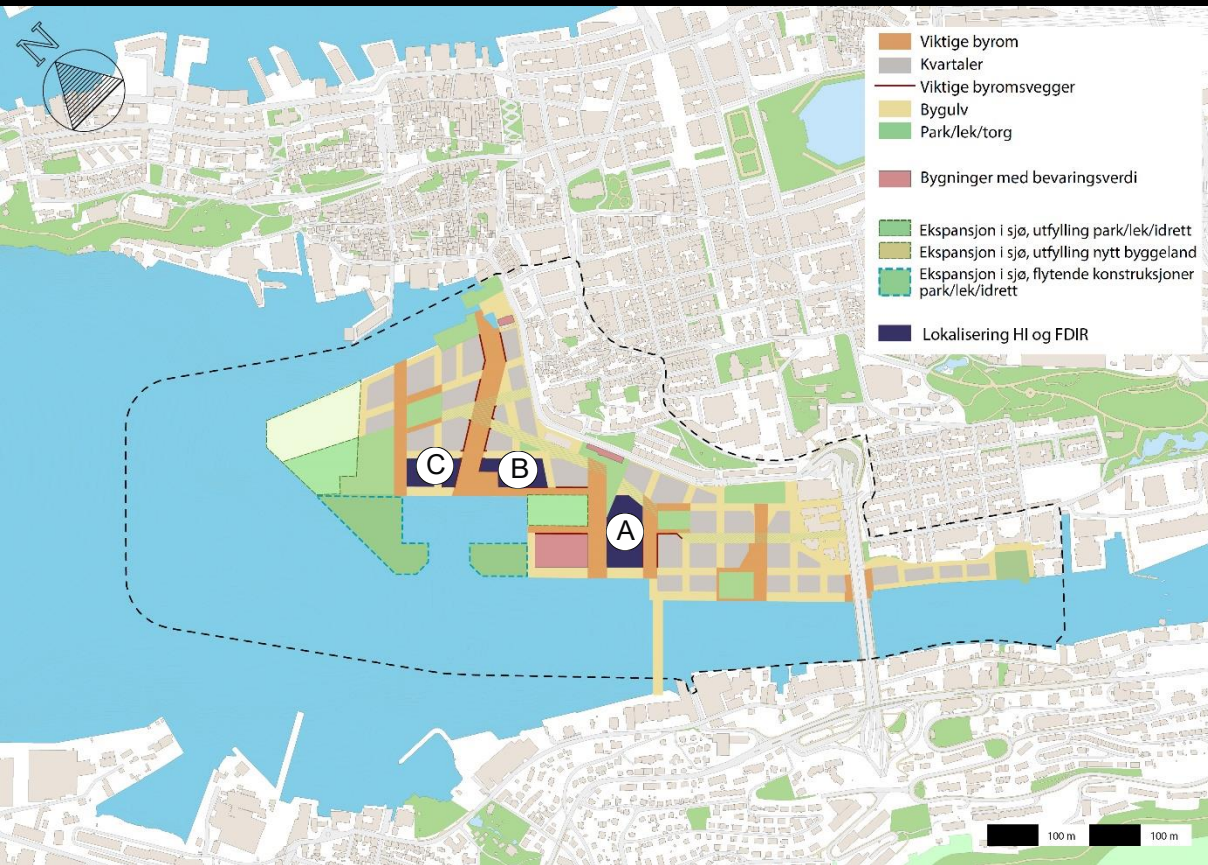 N
Viktige byrom
Kvartaler
Viktige byromsvegger
Bygulv
Park/lek/torg
Bygninger med bevaringsverdi
Ekspansjon i sjø, utfylling park/lek/idrett
Ekspansjon i sjø, utfylling nytt byggeland
Ekspansjon i sjø, flytende konstruksjoner
park/lek/idrett
Lokalisering HI og FDIR
C
B
A
100 m
100 m